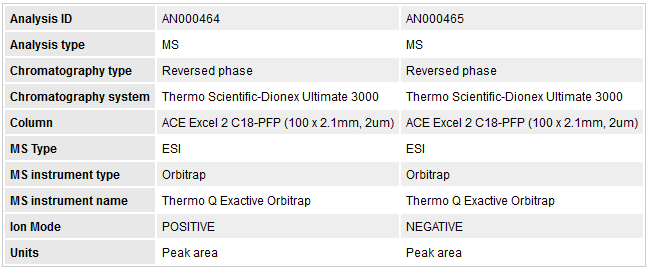 Analysis ID AN000464 AN000465
Analysis type MS MS
Chromatography type Reversed phase Reversed phase
Chromatography system Thermo Scientific-Dionex Ultimate 3000 Thermo Scientific-Dionex Ultimate 3000
Column ACE Excel 2 C18-PFP (100 x 2.1mm, 2um) ACE Excel 2 C18-PFP (100 x 2.1mm, 2um)
MS Type ESI ESI
MS instrument type Orbitrap Orbitrap
MS instrument name Thermo Q Exactive Orbitrap Thermo Q Exactive Orbitrap
Ion Mode POSITIVE NEGATIVE
Units Peak area Peak area